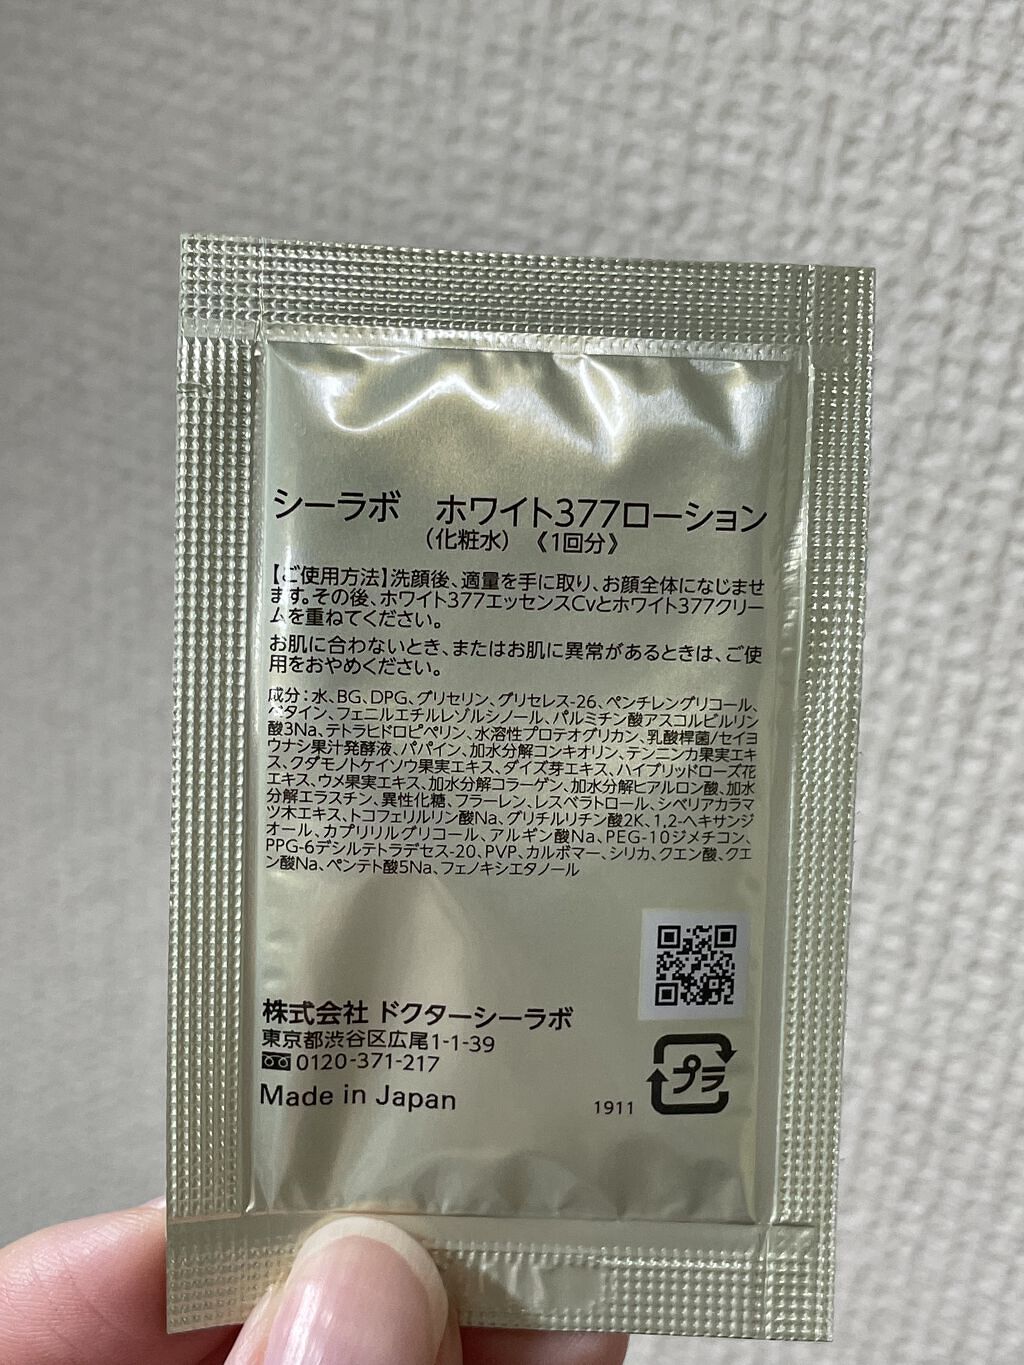 シーラボ ホワイト377ローション
（化粧水）《1回分》
【ご使用方法】洗顔後、適量を手に取り、お顔全体になじませ
ます。その後、ホワイト377エッセンスCvとホワイト377クリー
ムを重ねてください。
お肌に合わないとき、またはお肌に異常があるときは、ご使
用をおやめください。
成分：水、BG、DPG、グリセリン、グリセレス-26、ペンチレングリコール、
ベタイン、フェニルエチルレゾルシノール、パルミチン酸アスコルビルリン
酸3Na、テトラヒドロピペリン、水溶性プロテオグリカン、乳酸桿菌/セイヨ
ウナシ果汁発酵液、パパイン、加水分解コンキオリン、テンニンカ果実エキ
ス、クダモノトケイソウ果実エキス、ダイズ芽エキス、ハイブリッドローズ花
エキス、ウメ果実エキス、加水分解コラーゲン、加水分解ヒアルロン酸、加水
分解エラスチン、異性化糖、フラーレン、レスベラトロール、シベリアカラマ
ツ木エキス、トコフェリルリン酸Na、グリチルリチン酸2K、1,2-ヘキサンジ
オール、カプリリルグリコール、アルギン酸Na、PEG-10ジメチコン、
PPG-6デシルテトラデセス-20、PVP、カルボマー、シリカ、クエン酸、クエ
ン酸Na、ペンテト酸5Na、フェノキシエタノール
株式会社 ドクターシーラボ
東京都渋谷区広尾1-1-39
0120-371-217
Made in Japan
1911
プラ